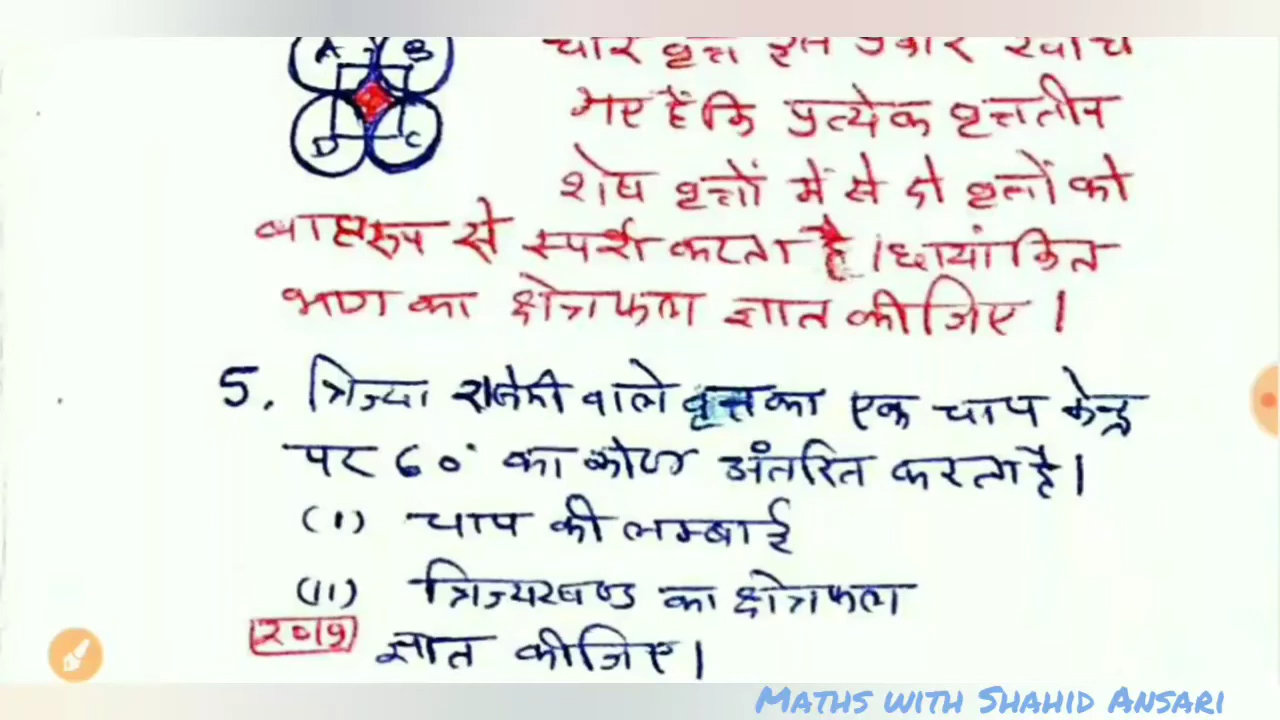 A B
चार वृत्त इस प्रकार खींचे
D C
गए हैं कि प्रत्येक वृत्त तीन
शेष वृत्तों में से दो वृत्तों को
बाह्य रूप से स्पर्श करता है। छायांकित
भाग का क्षेत्रफल ज्ञात कीजिए।
5. त्रिज्या सेमी वाले वृत्त का एक चाप केन्द्र
पर 60° का कोण अंतरित करता है।
(i) चाप की लम्बाई
(ii) त्रिज्यखण्ड का क्षेत्रफल
2019 ज्ञात कीजिए।
MATHS WITH SHAHID ANSARI